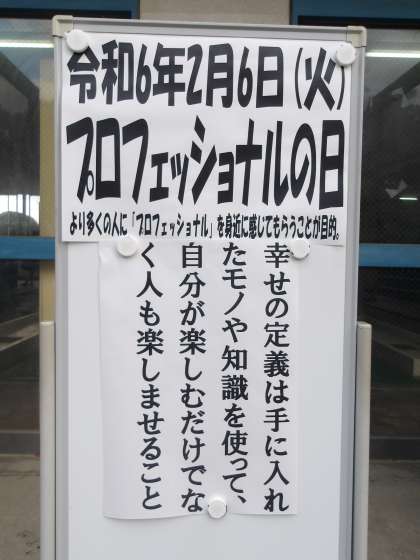 令和6年2月6日(火)
プロフェッショナルの日
より多くの人に「プロフェッショナル」を身近に感じてもらうことが目的。
幸せの定義は手に入れ
たモノや知識を使って、
自分が楽しむだけでな
く人も楽しませること